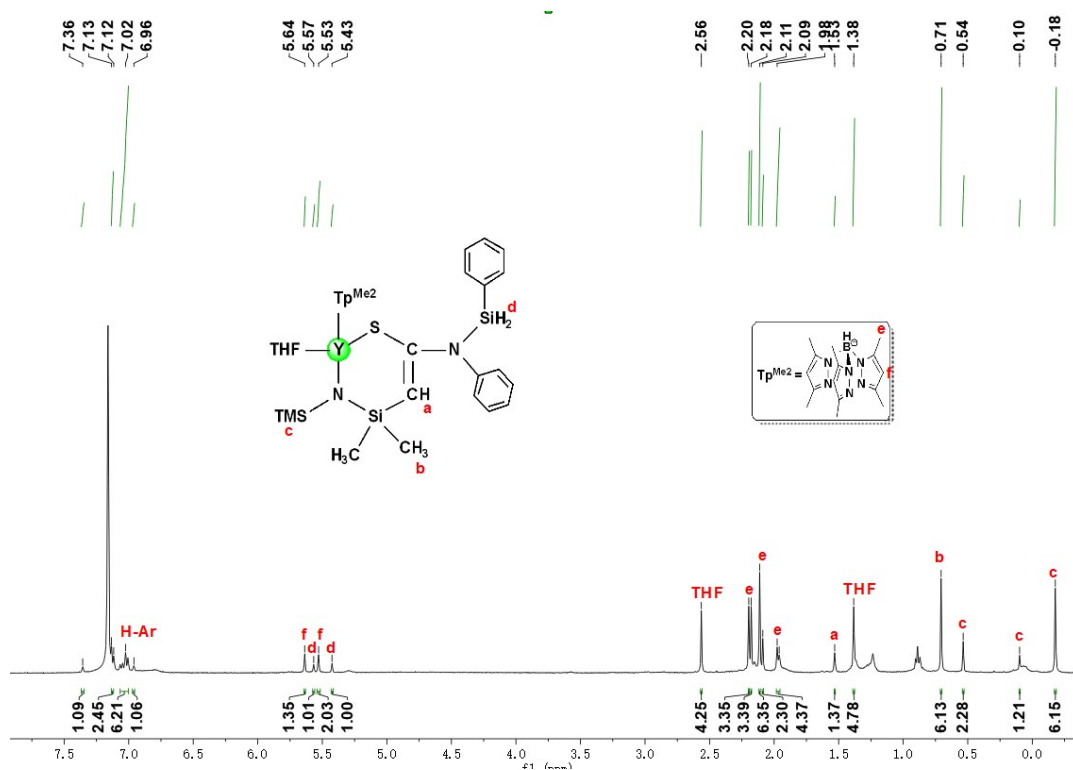 7.36 7.13 7.12 7.02 6.96 5.64 5.57 5.53 5.43 2.56 2.20 2.18 2.11 2.09 1.98 1.53 1.38 0.71 0.54 0.10 -0.18
Tp^Me2
S
SiH2
d
THF
Y
C
N
N
CH
a
TMS
c
Si
H3C
CH3
b
H
B
⊖
e
Tp^Me2 =
N
N
N
N
N
N
f
H-Ar
f
d
f
d
THF
e
e
e
a
THF
b
c
c
c
1.09 2.45 6.21 1.06 1.35 1.01 2.03 1.00 4.25 3.35 3.39 6.35 2.30 4.37 1.37 4.78 6.13 2.28 1.21 6.15
7.5 7.0 6.5 6.0 5.5 5.0 4.5 4.0 3.5 3.0 2.5 2.0 1.5 1.0 0.5 0.0
f1 (ppm)